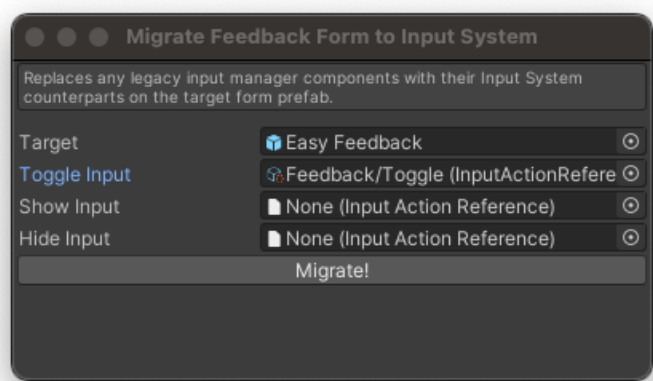 Migrate Feedback Form to Input System
Replaces any legacy input manager components with their Input System
counterparts on the target form prefab.
Target Easy Feedback
Toggle Input Feedback/Toggle (InputActionRefere
Show Input None (Input Action Reference)
Hide Input None (Input Action Reference)
Migrate!